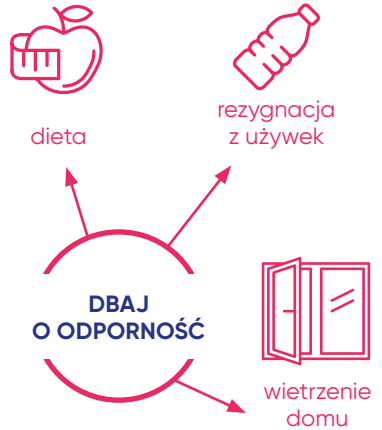 dieta
rezygnacja
z używek
DBAJ
O ODPORNOŚĆ
wietrzenie
domu